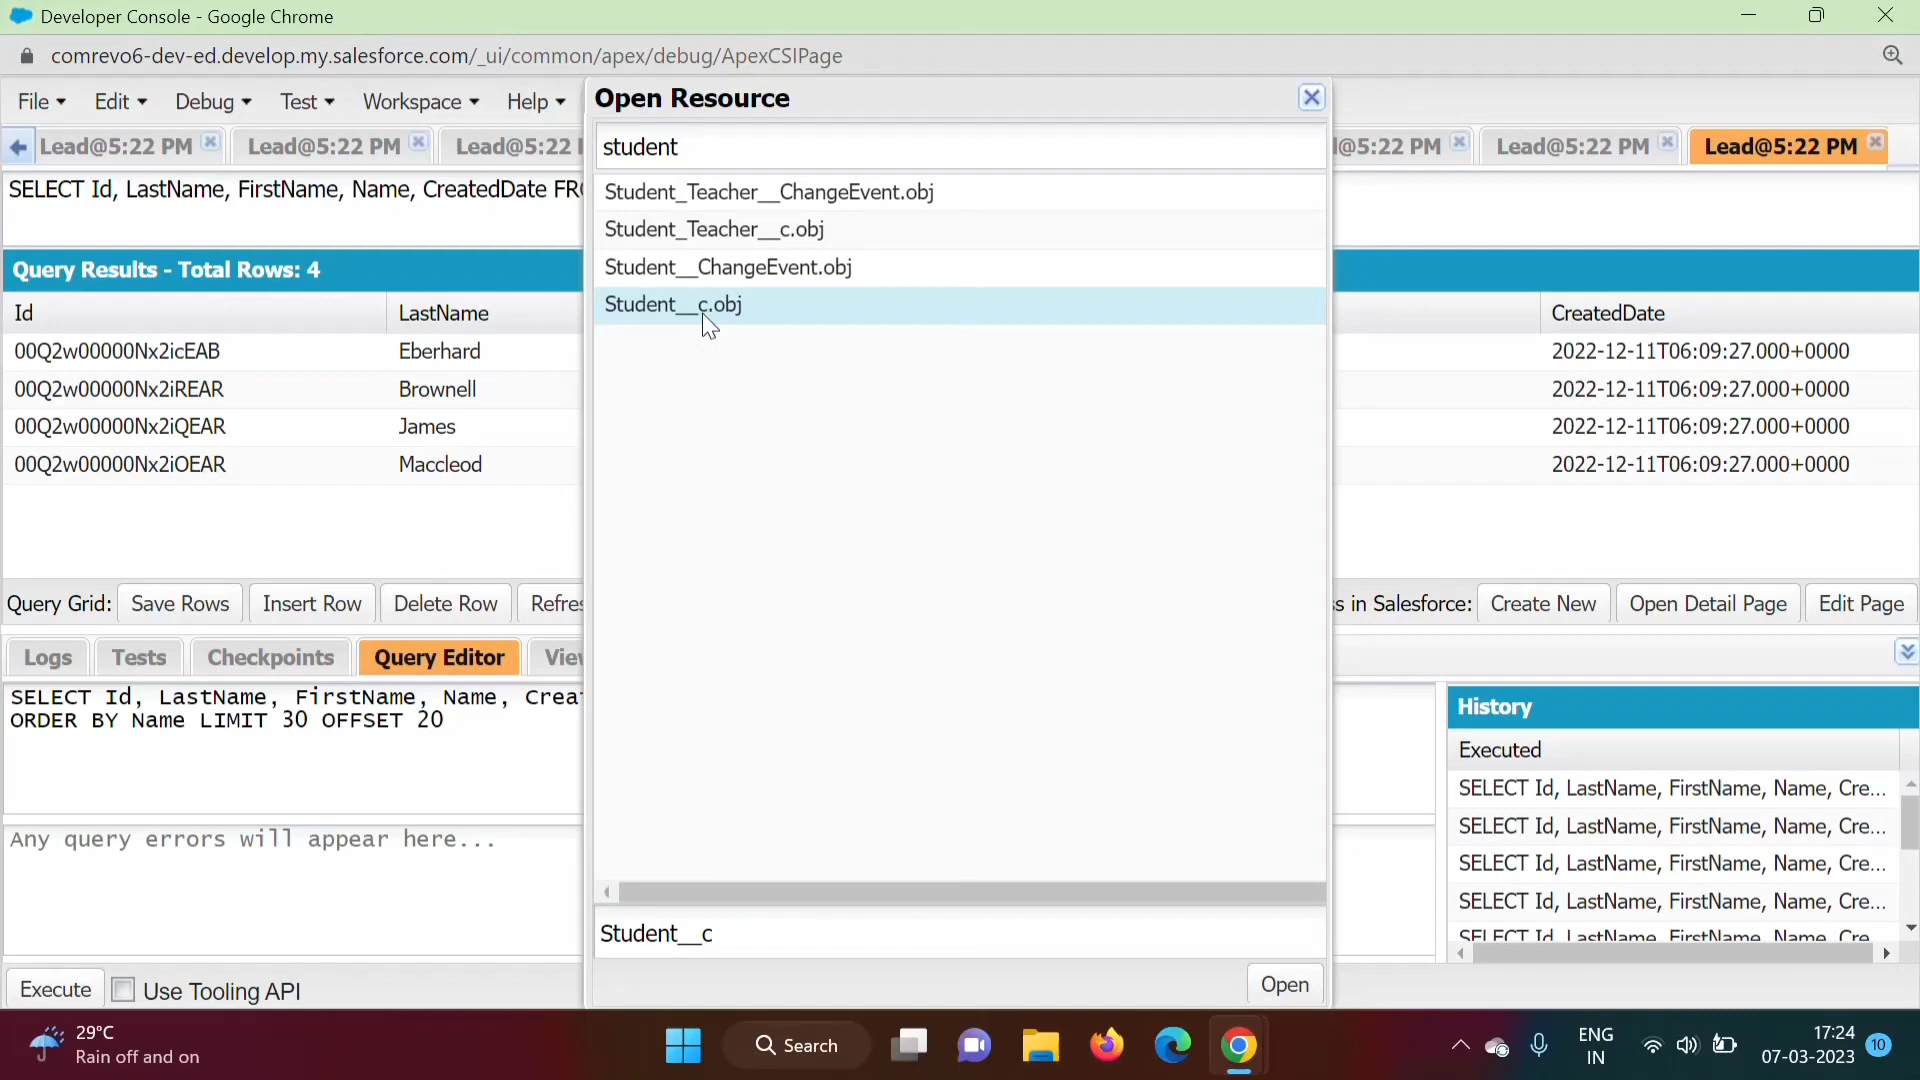 Developer Console - Google Chrome
comrevo6-dev-ed.develop.my.salesforce.com/_ui/common/apex/debug/ApexCSIPage
File Edit Debug Test Workspace Help
Open Resource
Lead@5:22 PM Lead@5:22 PM Lead@5:22 @5:22 PM Lead@5:22 PM Lead@5:22 PM
student
SELECT Id, LastName, FirstName, Name, CreatedDate FR
Student_Teacher__ChangeEvent.obj
Student_Teacher__c.obj
Student__ChangeEvent.obj
Student__c.obj
Query Results - Total Rows: 4
Id LastName CreatedDate
00Q2w00000Nx2icEAB Eberhard 2022-12-11T06:09:27.000+0000
00Q2w00000Nx2iREAR Brownell 2022-12-11T06:09:27.000+0000
00Q2w00000Nx2iQEAR James 2022-12-11T06:09:27.000+0000
00Q2w00000Nx2iOEAR Maccleod 2022-12-11T06:09:27.000+0000
Query Grid: Save Rows Insert Row Delete Row Refres s in Salesforce: Create New Open Detail Page Edit Page
Logs Tests Checkpoints Query Editor Vie
SELECT Id, LastName, FirstName, Name, Crea
ORDER BY Name LIMIT 30 OFFSET 20
Any query errors will appear here...
History
Executed
SELECT Id, LastName, FirstName, Name, Cre...
SELECT Id, LastName, FirstName, Name, Cre...
SELECT Id, LastName, FirstName, Name, Cre...
SELECT Id, LastName, FirstName, Name, Cre...
SELECT Id, LastName, FirstName, Name, Cre
Student__c
Open
Execute Use Tooling API
29°C
Rain off and on
Search
ENG
IN
17:24
07-03-2023
10